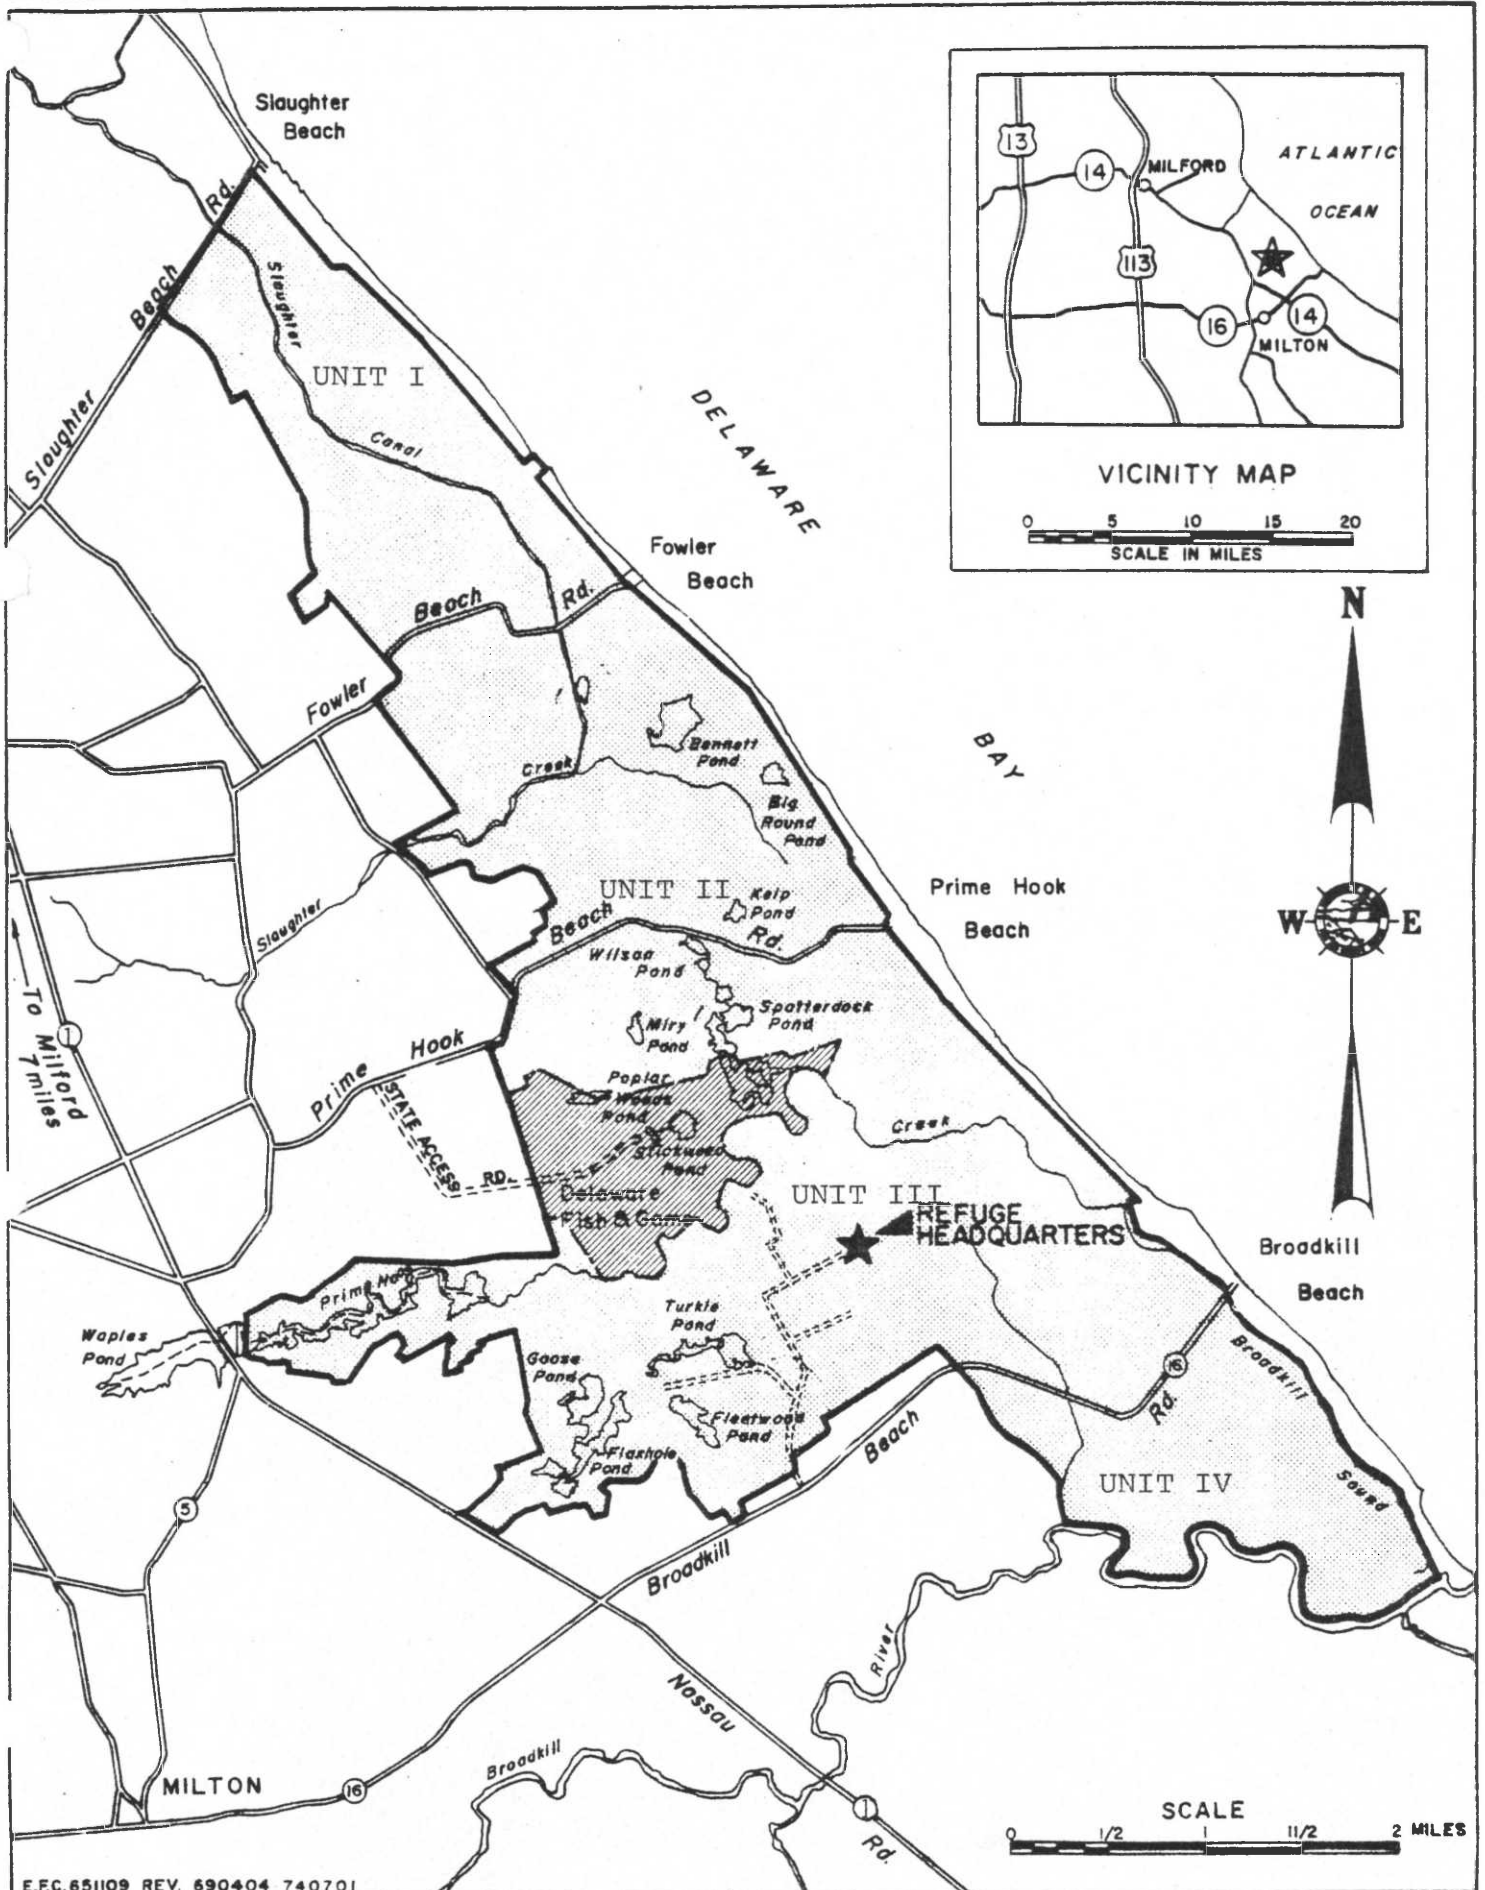 Slaughter
Beach
ATLANTIC
OCEAN
13
14
MILFORD
113
16
14
MILTON
VICINITY MAP
0 5 10 15 20
SCALE IN MILES
Slaughter Beach Rd.
Slaughter
Canal
UNIT I
DELAWARE
BAY
Fowler
Beach
N
W E
Fowler Beach Rd.
Bennett
Pond
Creek
Big
Round
Pond
UNIT II
Kelp
Pond
Prime Hook
Beach
Slaughter
Beach Rd.
Wilson
Pond
Spatterdock
Pond
Miry
Pond
To Milford
7 miles
1
Prime Hook
STATE ACCESS
RD.
Poplar
Woods
Pond
Stickweed
Pond
Delaware
Fish & Game
Creek
UNIT III
REFUGE
HEADQUARTERS
Broadkill
Beach
Prime Hook
Waples
Pond
Turkle
Pond
Goose
Pond
Fleetwood
Pond
Flaxhole
Pond
16
Rd.
Broadkill
Sound
UNIT IV
Broadkill Beach
5
River
Nassau
Broadkill
MILTON
16
1
Rd.
SCALE
0 1/2 1 11/2 2 MILES
E.F.C. 651109 REV. 690404 740701